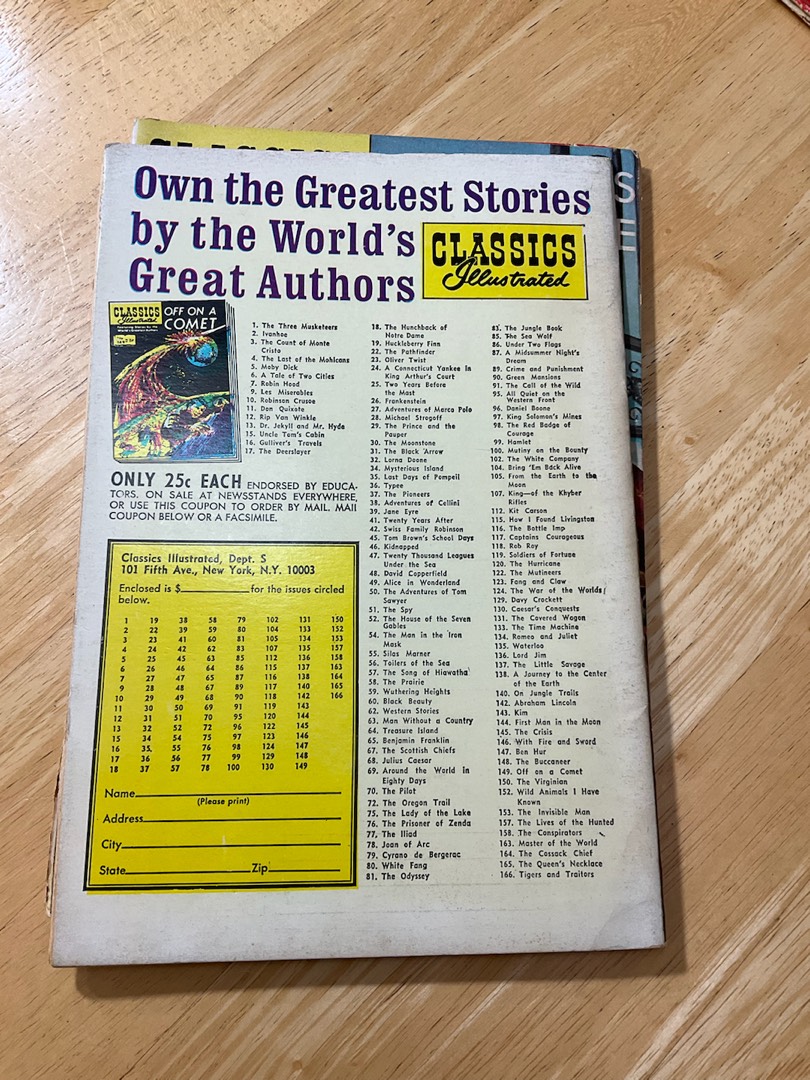 CLASSICS
S
E
Own the Greatest Stories
by the World's
Great Authors
CLASSICS
Illustrated
CLASSICS
Illustrated
OFF ON A
COMET
1. The Three Musketeers
2. Ivanhoe
3. The Count of Monte
Cristo
4. The Last of the Mohicans
5. Moby Dick
6. A Tale of Two Cities
7. Robin Hood
9. Les Miserables
10. Robinson Crusoe
11. Don Quixote
12. Rip Van Winkle
13. Dr. Jekyll and Mr. Hyde
15. Uncle Tom's Cabin
16. Gulliver's Travels
17. The Deerslayer
ONLY 25c EACH ENDORSED BY EDUCA-
TORS. ON SALE AT NEWSSTANDS EVERYWHERE,
OR USE THIS COUPON TO ORDER BY MAIL. MAIL
COUPON BELOW OR A FACSIMILE.
Classics Illustrated, Dept. S
101 Fifth Ave., New York, N.Y. 10003
Enclosed is $ for the issues circled
below.
1 19 38 58 79 102 131 150
2 22 39 59 80 104 133 152
3 23 41 60 81 105 134 153
4 24 42 62 83 107 135 157
5 25 45 63 85 112 136 158
6 26 46 64 86 115 137 163
7 27 47 65 87 116 138 164
9 28 48 67 89 117 140 165
10 29 49 68 90 118 142 166
11 30 50 69 91 119 143
12 31 51 70 95 120 144
13 32 52 72 96 122 145
15 34 54 75 97 123 146
16 35 55 76 98 124 147
17 36 56 77 99 129 148
18 37 57 78 100 130 149
Name
(Please print)
Address
City
State Zip
18. The Hunchback of
Notre Dame
19. Huckleberry Finn
22. The Pathfinder
23. Oliver Twist
24. A Connecticut Yankee in
King Arthur's Court
25. Two Years Before
the Mast
26. Frankenstein
27. Adventures of Marco Polo
28. Michael Strogoff
29. The Prince and the
Pauper
30. The Moonstone
31. The Black Arrow
32. Lorna Doone
34. Mysterious Island
35. Last Days of Pompeii
36. Typee
37. The Pioneers
38. Adventures of Cellini
39. Jane Eyre
41. Twenty Years After
42. Swiss Family Robinson
45. Tom Brown's School Days
46. Kidnapped
47. Twenty Thousand Leagues
Under the Sea
48. David Copperfield
49. Alice in Wonderland
50. The Adventures of Tom
Sawyer
51. The Spy
52. The House of the Seven
Gables
54. The Man in the Iron
Mask
55. Silas Marner
56. Toilers of the Sea
57. The Song of Hiawatha
58. The Prairie
59. Wuthering Heights
60. Black Beauty
62. Western Stories
63. Man Without a Country
64. Treasure Island
65. Benjamin Franklin
67. The Scottish Chiefs
68. Julius Caesar
69. Around the World in
Eighty Days
70. The Pilot
72. The Oregon Trail
75. The Lady of the Lake
76. The Prisoner of Zenda
77. The Iliad
78. Joan of Arc
79. Cyrano de Bergerac
80. White Fang
81. The Odyssey
83. The Jungle Book
85. The Sea Wolf
86. Under Two Flags
87. A Midsummer Night's
Dream
89. Crime and Punishment
90. Green Mansions
91. The Call of the Wild
95. All Quiet on the
Western Front
96. Daniel Boone
97. King Solomon's Mines
98. The Red Badge of
Courage
99. Hamlet
100. Mutiny on the Bounty
102. The White Company
104. Bring 'Em Back Alive
105. From the Earth to the
Moon
107. King—of the Khyber
Rifles
112. Kit Carson
115. How I Found Livingston
116. The Bottle Imp
117. Captains Courageous
118. Rob Roy
119. Soldiers of Fortune
120. The Hurricane
122. The Mutineers
123. Fang and Claw
124. The War of the Worlds
129. Davy Crockett
130. Caesar's Conquests
131. The Covered Wagon
133. The Time Machine
134. Romeo and Juliet
135. Waterloo
136. Lord Jim
137. The Little Savage
138. A Journey to the Center
of the Earth
140. On Jungle Trails
142. Abraham Lincoln
143. Kim
144. First Man in the Moon
145. The Crisis
146. With Fire and Sword
147. Ben Hur
148. The Buccaneer
149. Off on a Comet
150. The Virginian
152. Wild Animals I Have
Known
153. The Invisible Man
157. The Lives of the Hunted
158. The Conspirators
163. Master of the World
164. The Cossack Chief
165. The Queen's Necklace
166. Tigers and Traitors